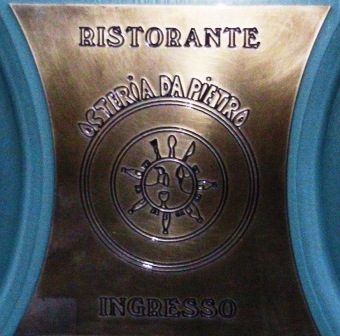 RISTORANTE
OSTERIA DA PIETRO
INGRESSO